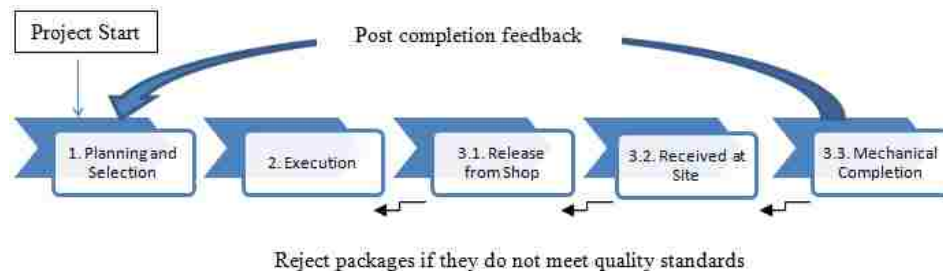 Project Start
Post completion feedback
1. Planning and
Selection
2. Execution
3.1. Release
from Shop
3.2. Received at
Site
3.3. Mechanical
Completion
Reject packages if they do not meet quality standards